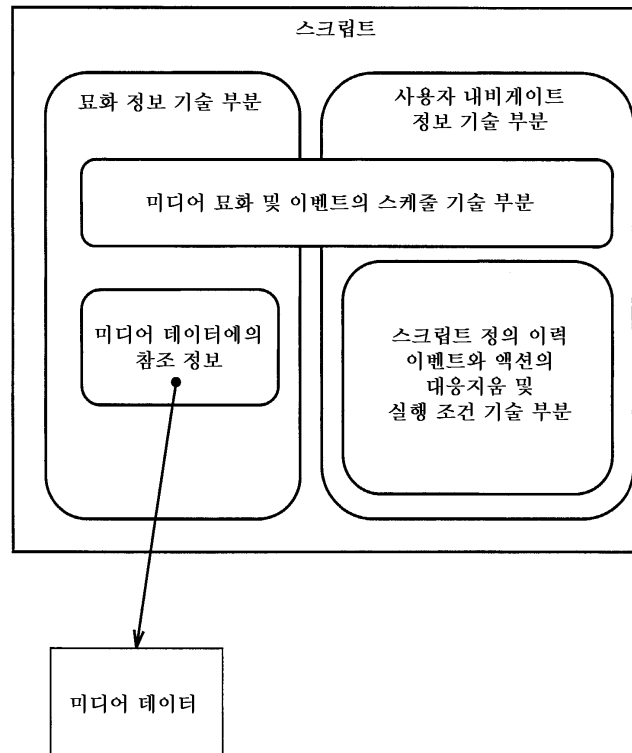 스크립트
묘화 정보 기술 부분
사용자 내비게이트
정보 기술 부분
미디어 묘화 및 이벤트의 스케줄 기술 부분
미디어 데이터에의
참조 정보
스크립트 정의 이력
이벤트와 액션의
대응지움 및
실행 조건 기술 부분
미디어 데이터